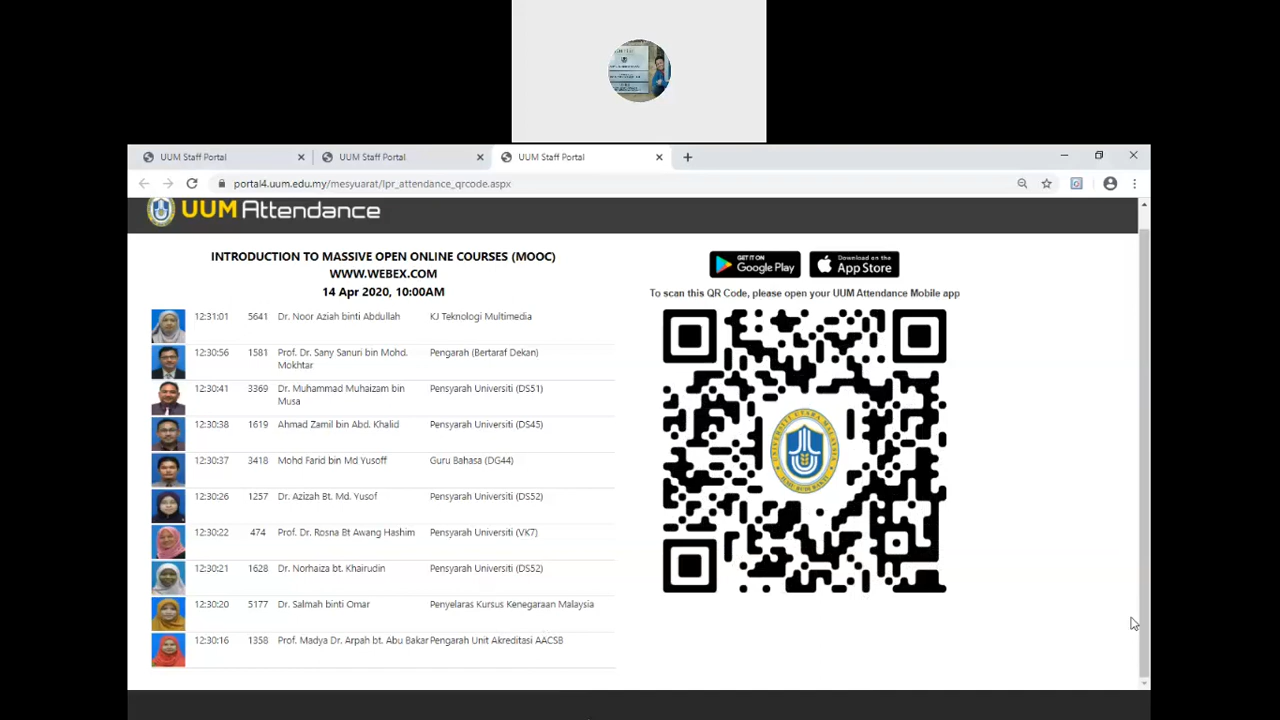 UUM Staff Portal
UUM Staff Portal
UUM Staff Portal
portal4.uum.edu.my/mesyuarat/lpr_attendance_qrcode.aspx
UUM Attendance
INTRODUCTION TO MASSIVE OPEN ONLINE COURSES (MOOC)
WWW.WEBEX.COM
14 Apr 2020, 10:00AM
12:31:01 5641 Dr. Noor Aziah binti Abdullah KJ Teknologi Multimedia
12:30:56 1581 Prof. Dr. Sany Sanuri bin Mohd. Pengarah (Bertaraf Dekan)
Mokhtar
12:30:41 3369 Dr. Muhammad Muhaizam bin Pensyarah Universiti (DS51)
Musa
12:30:38 1619 Ahmad Zamil bin Abd. Khalid Pensyarah Universiti (DS45)
12:30:37 3418 Mohd Farid bin Md Yusoff Guru Bahasa (DG44)
12:30:26 1257 Dr. Azizah Bt. Md. Yusof Pensyarah Universiti (DS52)
12:30:22 474 Prof. Dr. Rosna Bt Awang Hashim Pensyarah Universiti (VK7)
12:30:21 1628 Dr. Norhaiza bt. Khairudin Pensyarah Universiti (DS52)
12:30:20 5177 Dr. Salmah binti Omar Penyelaras Kursus Kenegaraan Malaysia
12:30:16 1358 Prof. Madya Dr. Arpah bt. Abu Bakar Pengarah Unit Akreditasi AACSB
GET IT ON
Google Play
Download on the
App Store
To scan this QR Code, please open your UUM Attendance Mobile app
UNIVERSITI UTARA MALAYSIA
ILMU BUDI BAKTI